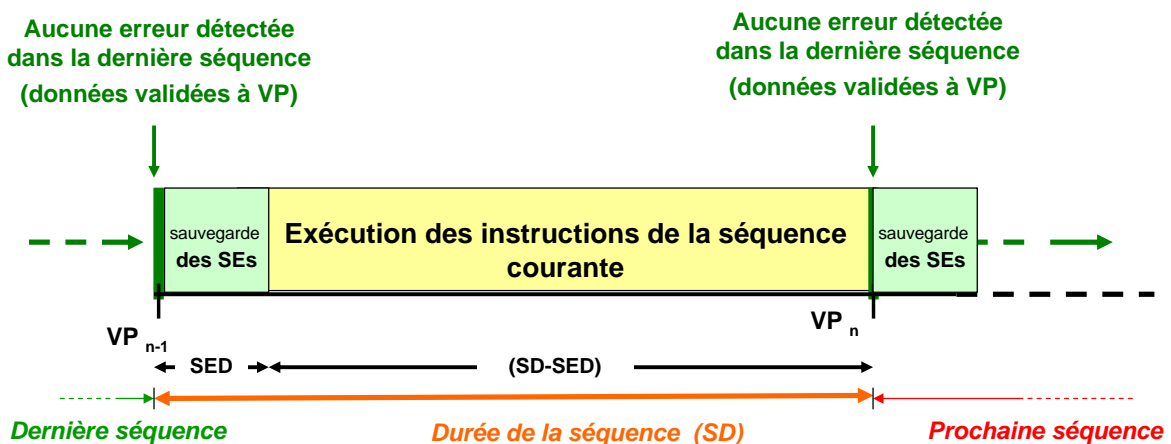 Aucune erreur détectée
dans la dernière séquence
(données validées à VP)
Aucune erreur détectée
dans la dernière séquence
(données validées à VP)
sauvegarde
des SEs
Exécution des instructions de la séquence
courante
sauvegarde
des SEs
VP n-1
VP n
SED
(SD-SED)
Dernière séquence
Durée de la séquence (SD)
Prochaine séquence